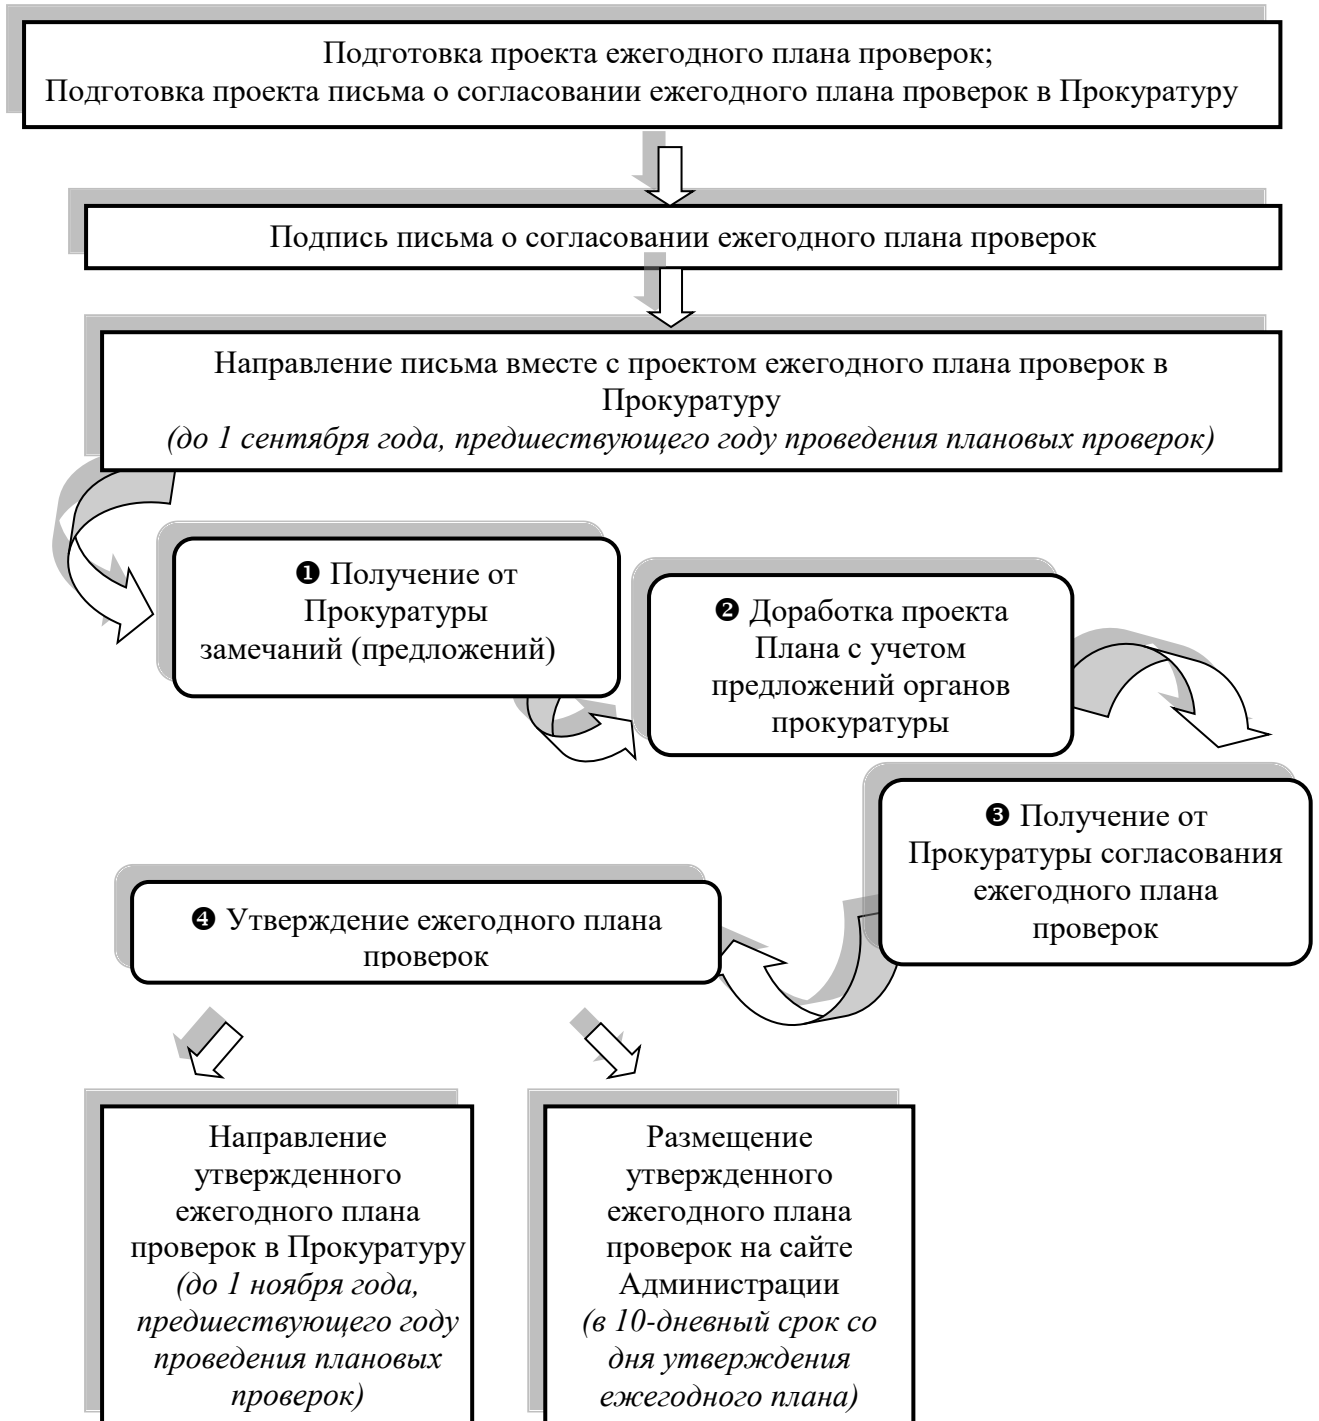 Подготовка проекта ежегодного плана проверок;
Подготовка проекта письма о согласовании ежегодного плана проверок в Прокуратуру
Подпись письма о согласовании ежегодного плана проверок
Направление письма вместе с проектом ежегодного плана проверок в
Прокуратуру
(до 1 сентября года, предшествующего году проведения плановых проверок)
❶ Получение от
Прокуратуры
замечаний (предложений)
❷ Доработка проекта
Плана с учетом
предложений органов
прокуратуры
❸ Получение от
Прокуратуры согласования
ежегодного плана
проверок
❹ Утверждение ежегодного плана
проверок
Направление
утвержденного
ежегодного плана
проверок в Прокуратуру
(до 1 ноября года,
предшествующего году
проведения плановых
проверок)
Размещение
утвержденного
ежегодного плана
проверок на сайте
Администрации
(в 10-дневный срок со
дня утверждения
ежегодного плана)